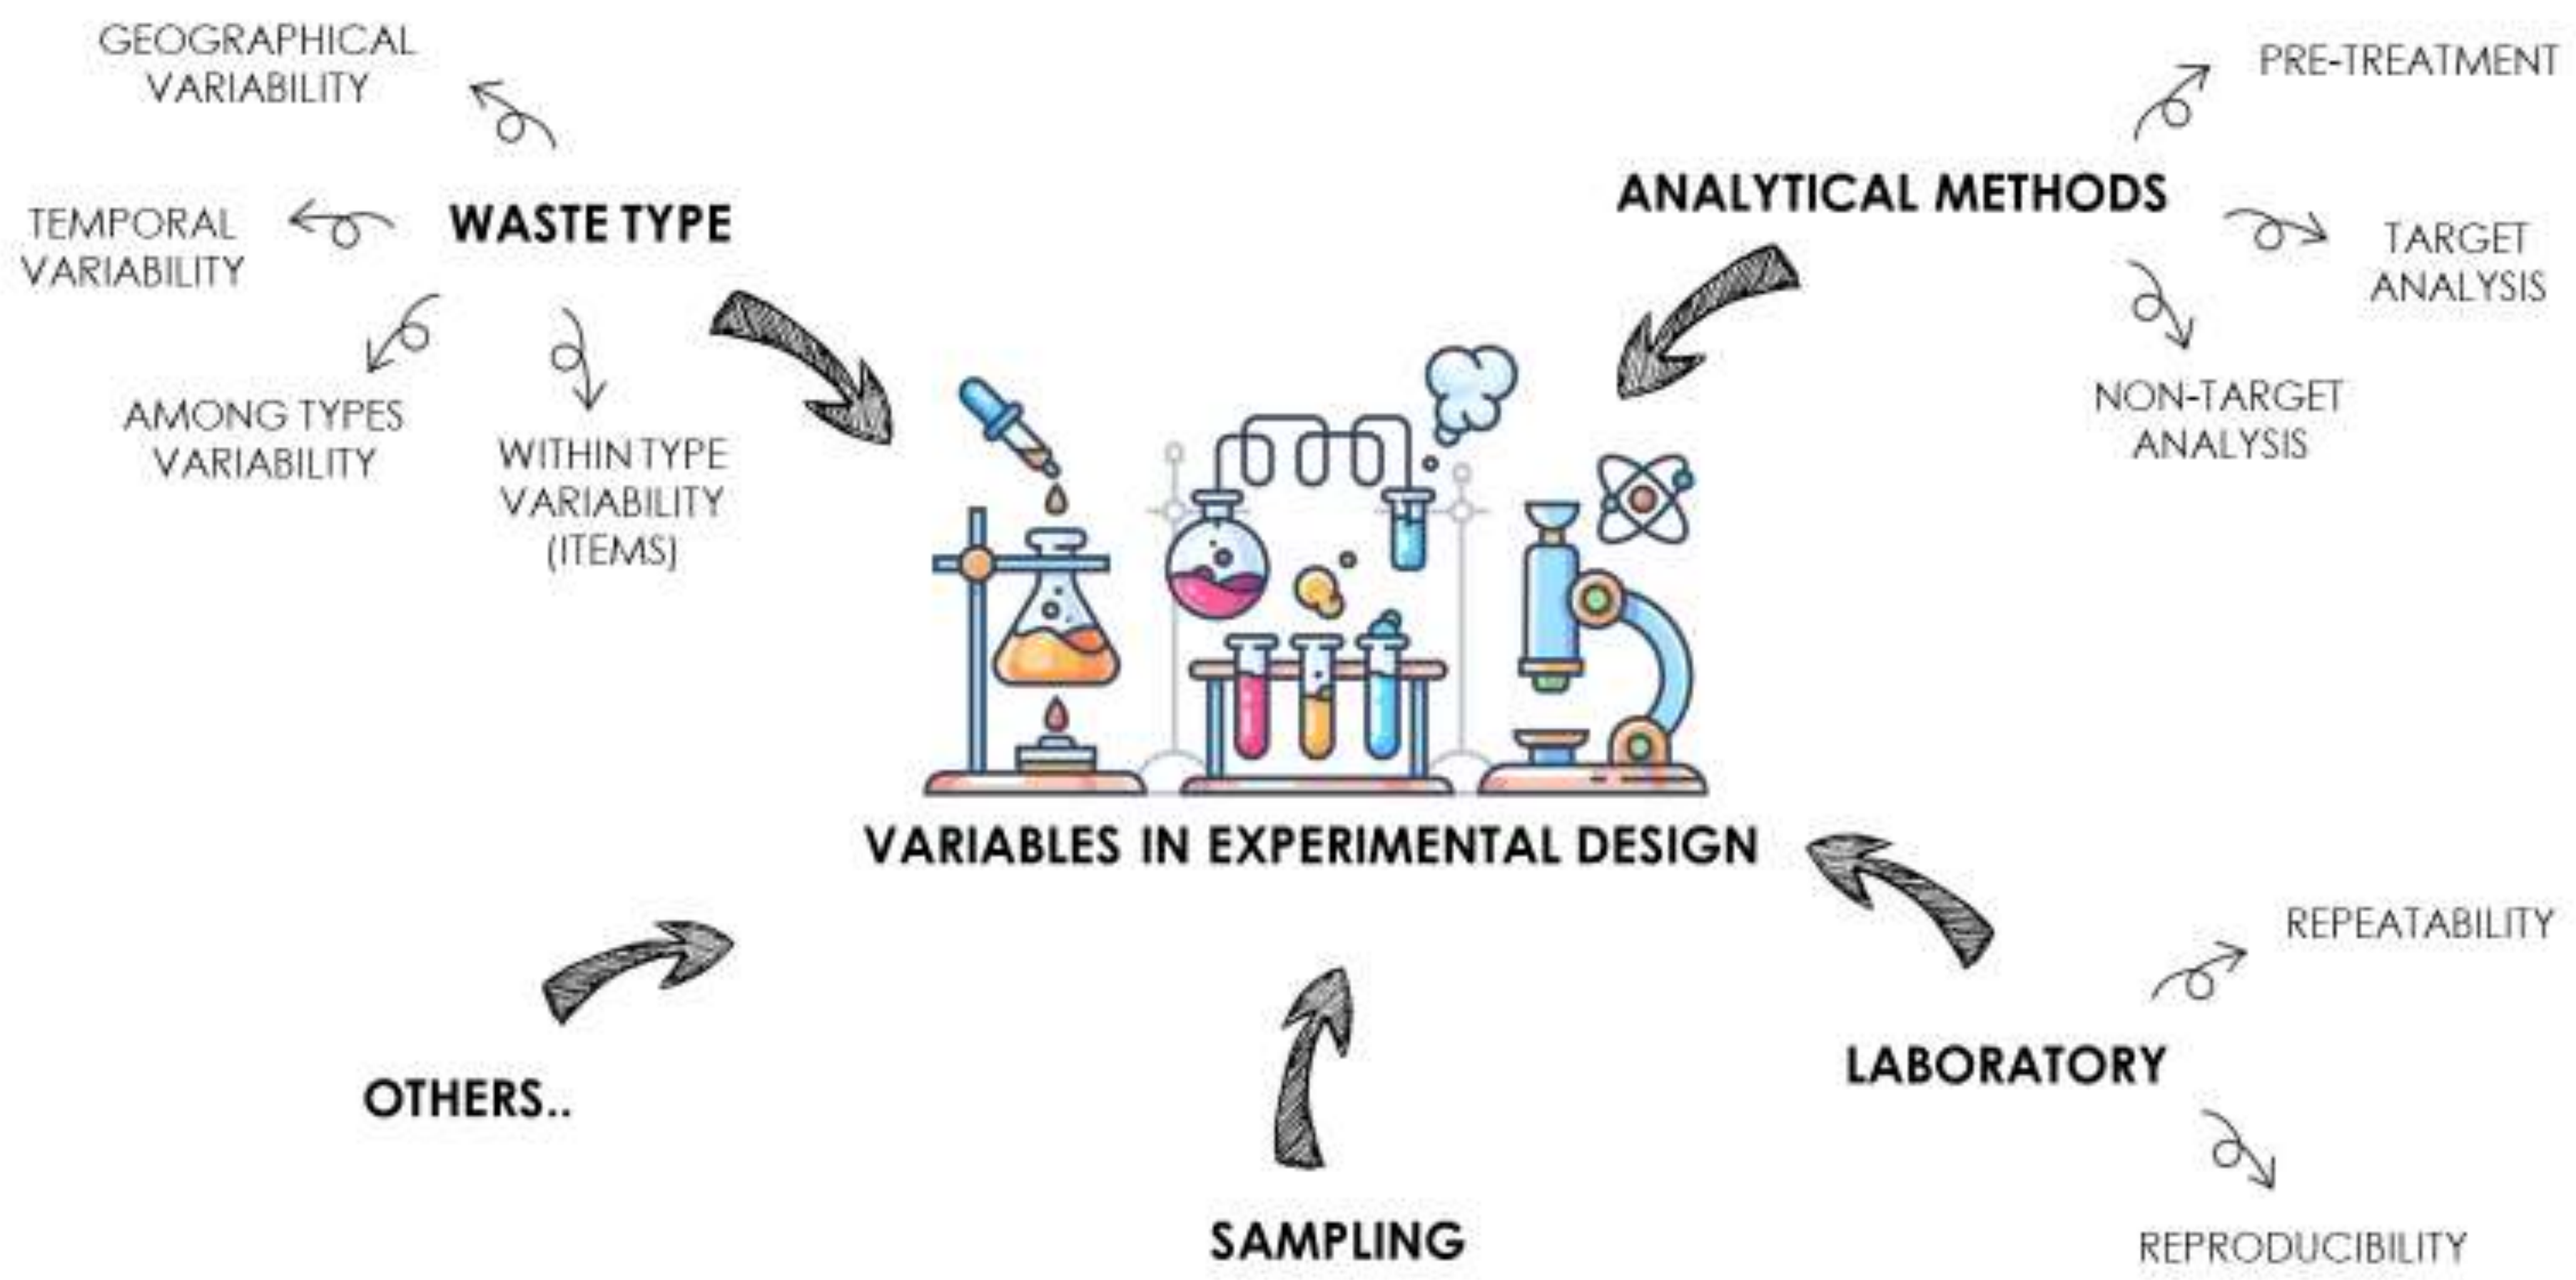 GEOGRAPHICAL
VARIABILITY
TEMPORAL
VARIABILITY
WASTE TYPE
AMONG TYPES
VARIABILITY
WITHIN TYPE
VARIABILITY
(ITEMS)
ANALYTICAL METHODS
PRE-TREATMENT
TARGET
ANALYSIS
NON-TARGET
ANALYSIS
VARIABLES IN EXPERIMENTAL DESIGN
OTHERS..
SAMPLING
LABORATORY
REPEATABILITY
REPRODUCIBILITY